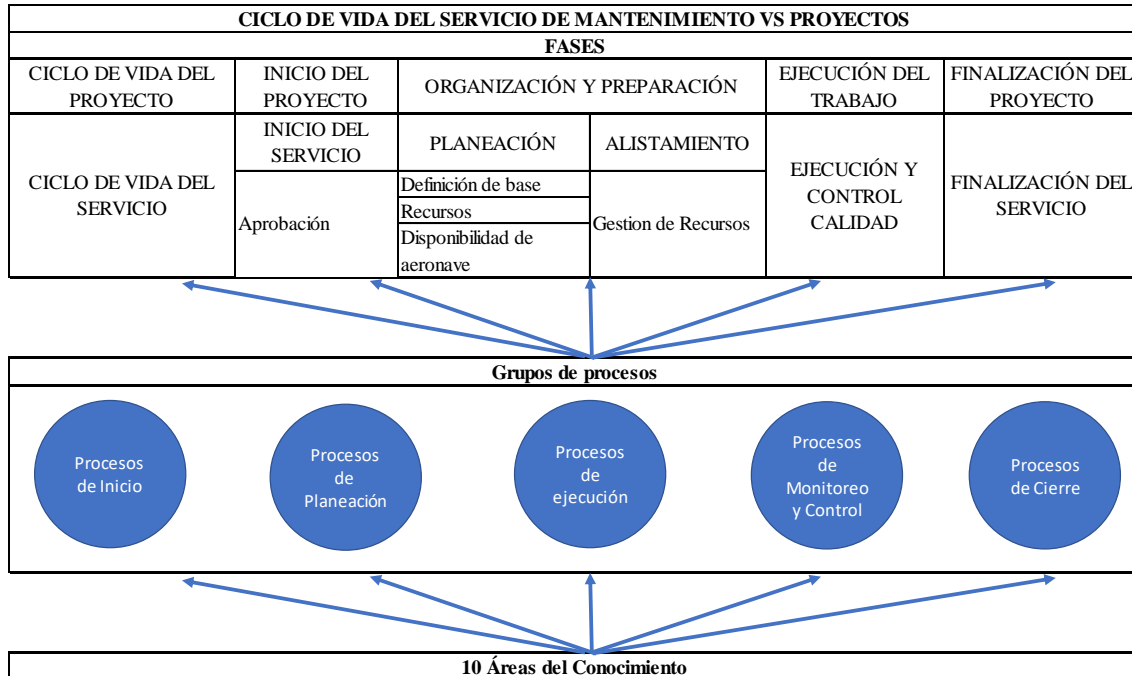 CICLO DE VIDA DEL SERVICIO DE MANTENIMIENTO VS PROYECTOS
FASES
CICLO DE VIDA DEL
PROYECTO
INICIO DEL
PROYECTO
ORGANIZACIÓN Y PREPARACIÓN
EJECUCIÓN DEL
TRABAJO
FINALIZACIÓN DEL
PROYECTO
CICLO DE VIDA DEL
SERVICIO
INICIO DEL
SERVICIO
PLANEACIÓN
ALISTAMIENTO
EJECUCIÓN Y
CONTROL
CALIDAD
FINALIZACIÓN DEL
SERVICIO
Aprobación
Definición de base
Recursos
Disponibilidad de
aeronave
Gestion de Recursos
Grupos de procesos
Procesos
de Inicio
Procesos
de
Planeación
Procesos
de
ejecución
Procesos
de
Monitoreo
y Control
Procesos
de Cierre
10 Áreas del Conocimiento